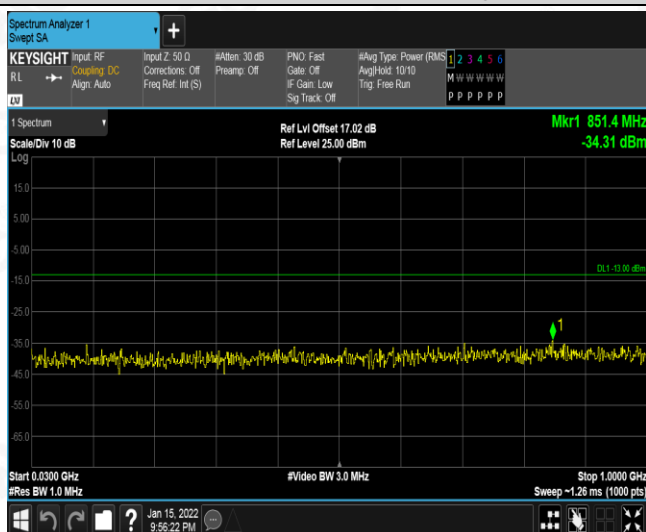 Spectrum Analyzer 1
Swept SA
KEYSIGHT
RL
Input: RF
Coupling: DC
Align: Auto
Input Z: 50 Ω
Corrections: Off
Freq Ref: Int (S)
#Atten: 30 dB
Preamp: Off
PNO: Fast
Gate: Off
IF Gain: Low
Sig Track: Off
#Avg Type: Power (RMS
Avg|Hold: 10/10
Trig: Free Run
1 2 3 4 5 6
M W W W W W
P P P P P P
LXI
1 Spectrum
Scale/Div 10 dB
Ref Lvl Offset 17.02 dB
Ref Level 25.00 dBm
Mkr1 851.4 MHz
-34.31 dBm
Log
15.0
5.00
-5.00
DL1 -13.00 dBm
-15.0
-25.0
1
-35.0
-45.0
-55.0
-65.0
Start 0.0300 GHz
#Video BW 3.0 MHz
Stop 1.0000 GHz
#Res BW 1.0 MHz
Sweep ~1.26 ms (1000 pts)
?
Jan 15, 2022
9:56:22 PM